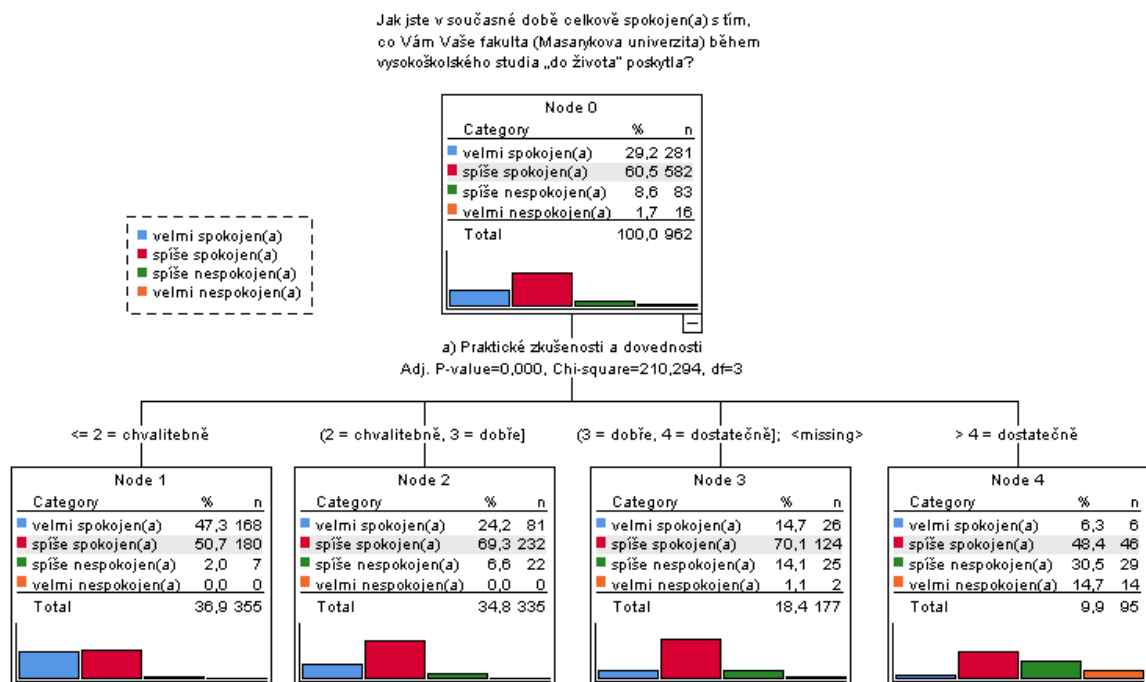 Jak jste v současné době celkově spokojen(a) s tím,
co Vám Vaše fakulta (Masarykova univerzita) během
vysokoškolského studia „do života" poskytla?
Node 0
Category % n
velmi spokojen(a) 29,2 281
spíše spokojen(a) 60,5 582
spíše nespokojen(a) 8,6 83
velmi nespokojen(a) 1,7 16
Total 100,0 962
velmi spokojen(a)
spíše spokojen(a)
spíše nespokojen(a)
velmi nespokojen(a)
a) Praktické zkušenosti a dovednosti
Adj. P-value=0,000, Chi-square=210,294, df=3
<= 2 = chvalitebně
(2 = chvalitebně, 3 = dobře]
(3 = dobře, 4 = dostatečně]; <missing>
> 4 = dostatečně
Node 1
Category % n
velmi spokojen(a) 47,3 168
spíše spokojen(a) 50,7 180
spíše nespokojen(a) 2,0 7
velmi nespokojen(a) 0,0 0
Total 36,9 355
Node 2
Category % n
velmi spokojen(a) 24,2 81
spíše spokojen(a) 69,3 232
spíše nespokojen(a) 6,6 22
velmi nespokojen(a) 0,0 0
Total 34,8 335
Node 3
Category % n
velmi spokojen(a) 14,7 26
spíše spokojen(a) 70,1 124
spíše nespokojen(a) 14,1 25
velmi nespokojen(a) 1,1 2
Total 18,4 177
Node 4
Category % n
velmi spokojen(a) 6,3 6
spíše spokojen(a) 48,4 46
spíše nespokojen(a) 30,5 29
velmi nespokojen(a) 14,7 14
Total 9,9 95